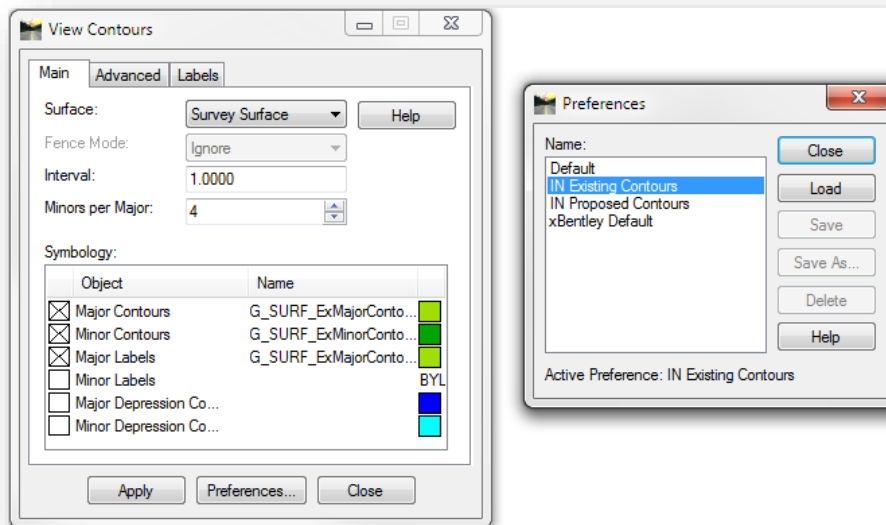 View Contours
Main Advanced Labels
Surface: Survey Surface Help
Fence Mode: Ignore
Interval: 1.0000
Minors per Major: 4
Symbology:
Object Name
Major Contours G_SURF_ExMajorConto...
Minor Contours G_SURF_ExMinorConto...
Major Labels G_SURF_ExMajorConto...
Minor Labels BYL
Major Depression Co...
Minor Depression Co...
Apply Preferences... Close
Preferences
Name:
Default
IN Existing Contours
IN Proposed Contours
xBentley Default
Close
Load
Save
Save As...
Delete
Help
Active Preference: IN Existing Contours